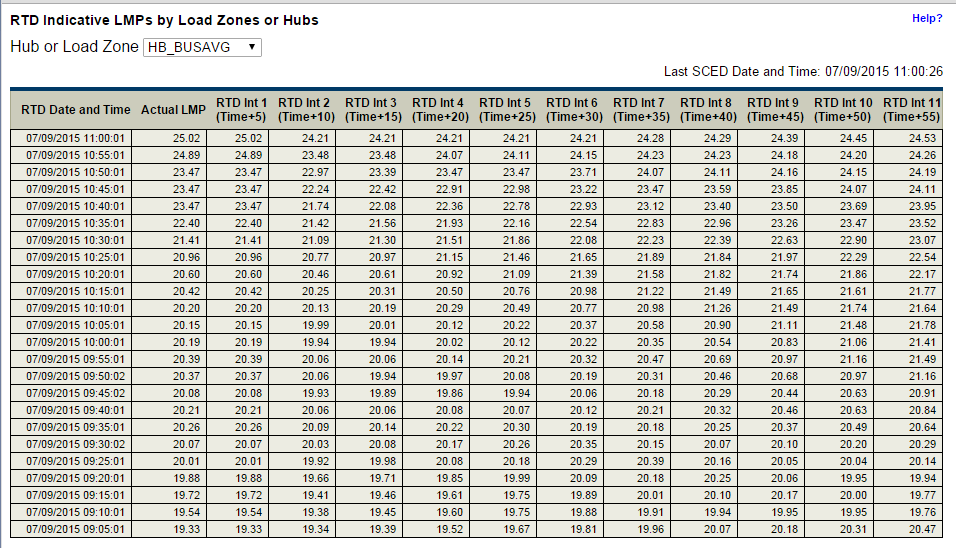 RTD Indicative LMPs by Load Zones or Hubs
Help?
Hub or Load Zone HB_BUSAVG
Last SCED Date and Time: 07/09/2015 11:00:26
RTD Date and Time Actual LMP RTD Int 1 (Time+5) RTD Int 2 (Time+10) RTD Int 3 (Time+15) RTD Int 4 (Time+20) RTD Int 5 (Time+25) RTD Int 6 (Time+30) RTD Int 7 (Time+35) RTD Int 8 (Time+40) RTD Int 9 (Time+45) RTD Int 10 (Time+50) RTD Int 11 (Time+55)
07/09/2015 11:00:01 25.02 25.02 24.21 24.21 24.21 24.21 24.21 24.28 24.29 24.39 24.45 24.53
07/09/2015 10:55:01 24.89 24.89 23.48 23.48 24.07 24.11 24.15 24.23 24.23 24.18 24.20 24.26
07/09/2015 10:50:01 23.47 23.47 22.97 23.39 23.47 23.47 23.71 24.07 24.11 24.16 24.15 24.19
07/09/2015 10:45:01 23.47 23.47 22.24 22.42 22.91 22.98 23.22 23.47 23.59 23.85 24.07 24.11
07/09/2015 10:40:01 23.47 23.47 21.74 22.08 22.36 22.78 22.93 23.12 23.40 23.50 23.69 23.95
07/09/2015 10:35:01 22.40 22.40 21.42 21.56 21.93 22.16 22.54 22.83 22.96 23.26 23.47 23.52
07/09/2015 10:30:01 21.41 21.41 21.09 21.30 21.51 21.86 22.08 22.23 22.39 22.63 22.90 23.07
07/09/2015 10:25:01 20.96 20.96 20.77 20.97 21.15 21.46 21.65 21.89 21.84 21.97 22.29 22.54
07/09/2015 10:20:01 20.60 20.60 20.46 20.61 20.92 21.09 21.39 21.58 21.82 21.74 21.86 22.17
07/09/2015 10:15:01 20.42 20.42 20.25 20.31 20.50 20.76 20.98 21.22 21.49 21.65 21.61 21.77
07/09/2015 10:10:01 20.20 20.20 20.13 20.19 20.29 20.49 20.77 20.98 21.26 21.49 21.74 21.64
07/09/2015 10:05:01 20.15 20.15 19.99 20.01 20.12 20.22 20.37 20.58 20.90 21.11 21.48 21.78
07/09/2015 10:00:01 20.19 20.19 19.94 19.94 20.02 20.12 20.22 20.35 20.54 20.83 21.06 21.41
07/09/2015 09:55:01 20.39 20.39 20.06 20.06 20.14 20.21 20.32 20.47 20.69 20.97 21.16 21.49
07/09/2015 09:50:02 20.37 20.37 20.06 19.94 19.97 20.08 20.19 20.31 20.46 20.68 20.97 21.16
07/09/2015 09:45:02 20.08 20.08 19.93 19.89 19.86 19.94 20.06 20.18 20.29 20.44 20.63 20.91
07/09/2015 09:40:01 20.21 20.21 20.06 20.06 20.08 20.07 20.12 20.21 20.32 20.46 20.63 20.84
07/09/2015 09:35:01 20.26 20.26 20.09 20.14 20.22 20.30 20.19 20.18 20.25 20.37 20.49 20.64
07/09/2015 09:30:02 20.07 20.07 20.03 20.08 20.17 20.26 20.35 20.15 20.07 20.10 20.20 20.29
07/09/2015 09:25:01 20.01 20.01 19.92 19.98 20.08 20.18 20.29 20.39 20.16 20.05 20.04 20.14
07/09/2015 09:20:01 19.88 19.88 19.66 19.71 19.85 19.99 20.09 20.18 20.25 20.06 19.95 19.94
07/09/2015 09:15:01 19.72 19.72 19.41 19.46 19.61 19.75 19.89 20.01 20.10 20.17 20.00 19.77
07/09/2015 09:10:01 19.54 19.54 19.38 19.45 19.60 19.75 19.88 19.91 19.94 19.95 19.95 19.76
07/09/2015 09:05:01 19.33 19.33 19.34 19.39 19.52 19.67 19.81 19.96 20.07 20.18 20.31 20.47